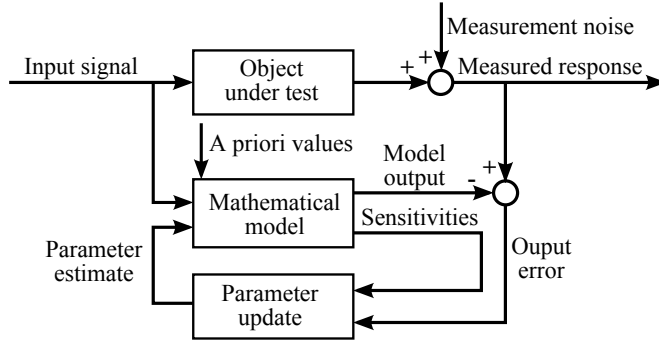 Measurement noise
Input signal
Object
under test
+
+
Measured response
A priori values
Model
output
-
+
Mathematical
model
Sensitivities
Parameter
estimate
Ouput
error
Parameter
update